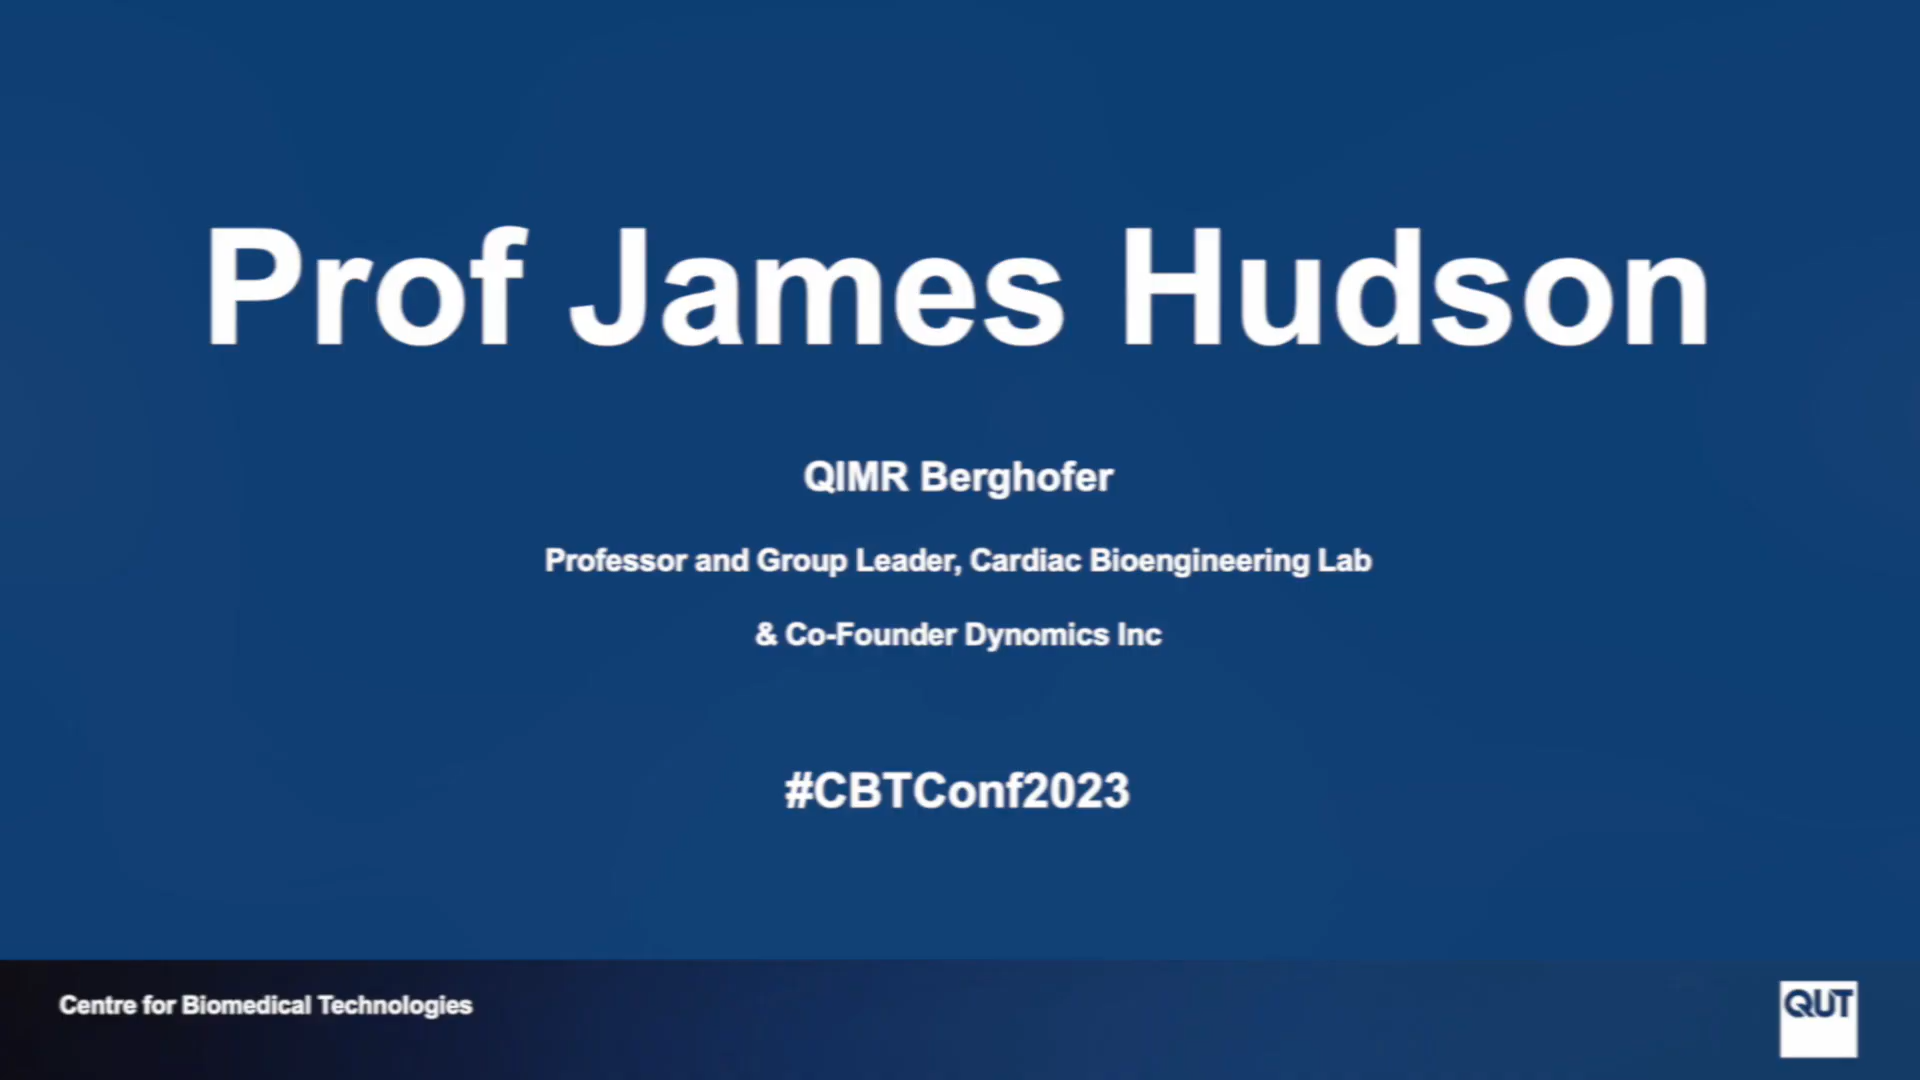 Prof James Hudson
QIMR Berghofer
Professor and Group Leader, Cardiac Bioengineering Lab
& Co-Founder Dynomics Inc
#CBTConf2023
Centre for Biomedical Technologies
QUT